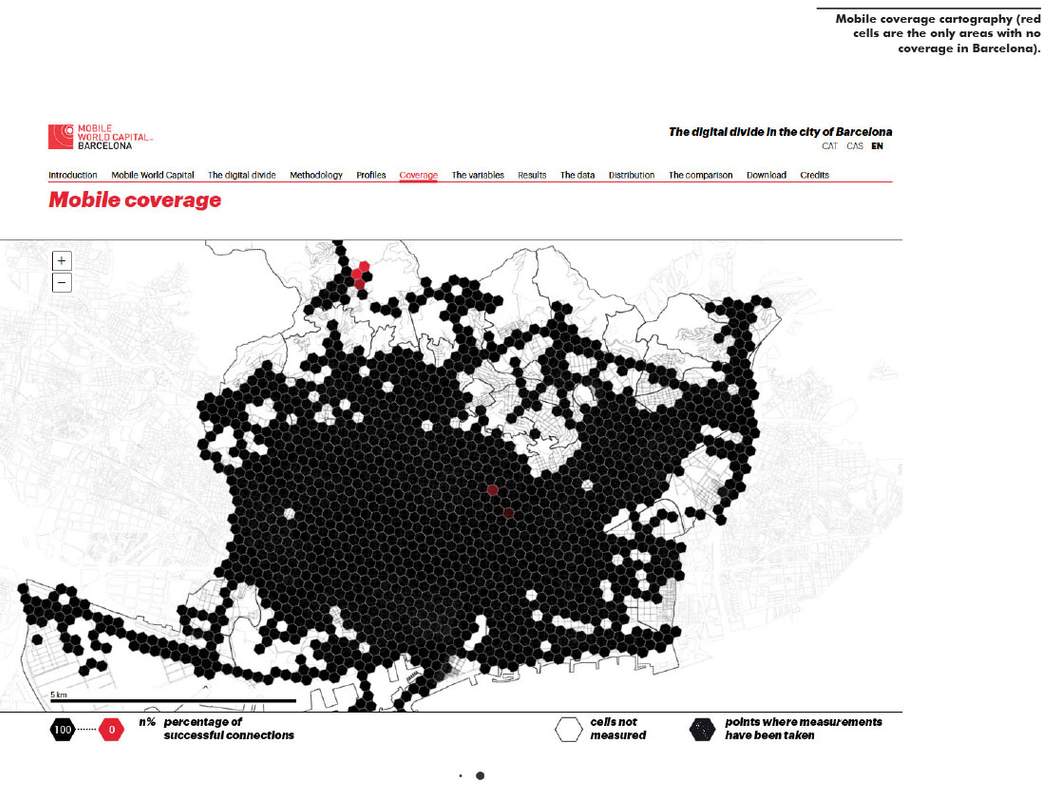 Mobile coverage cartography (red
cells are the only areas with no
coverage in Barcelona).
MOBILE
WORLD CAPITAL
BARCELONA
The digital divide in the city of Barcelona
CAT CAS EN
Introduction Mobile World Capital The digital divide Methodology Profiles Coverage The variables Results The data Distribution The comparison Download Credits
Mobile coverage
+
−
5 km
100 0 n% percentage of
successful connections
cells not
measured
points where measurements
have been taken